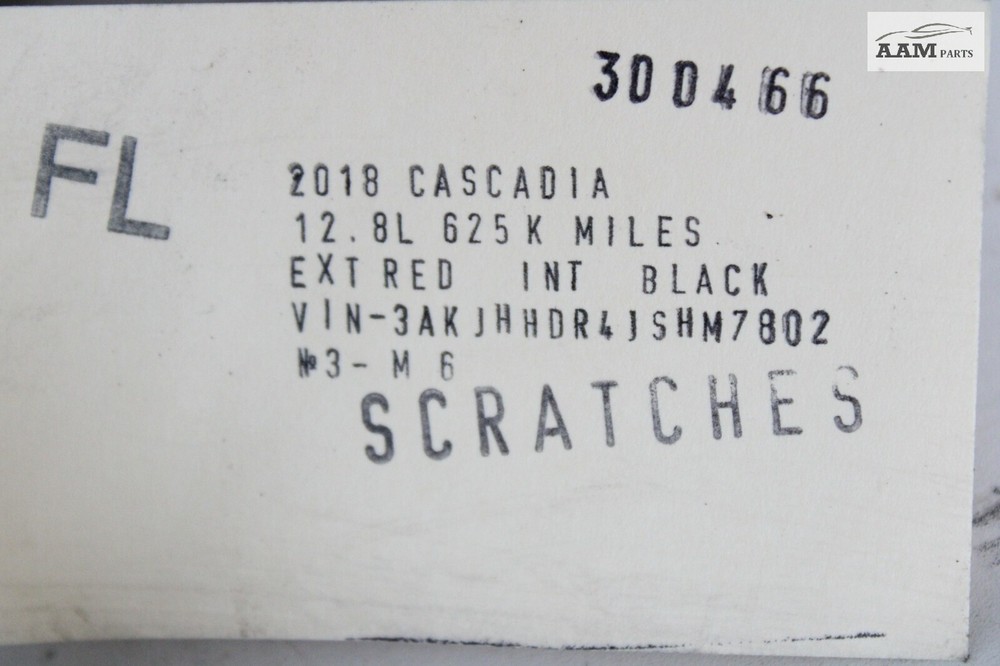 AAM PARTS
300466
FL
2018 CASCADIA
12.8L 625K MILES
EXT RED INT BLACK
VIN-3AKJHHDR4JSHM7802
№3- M 6
SCRATCHES